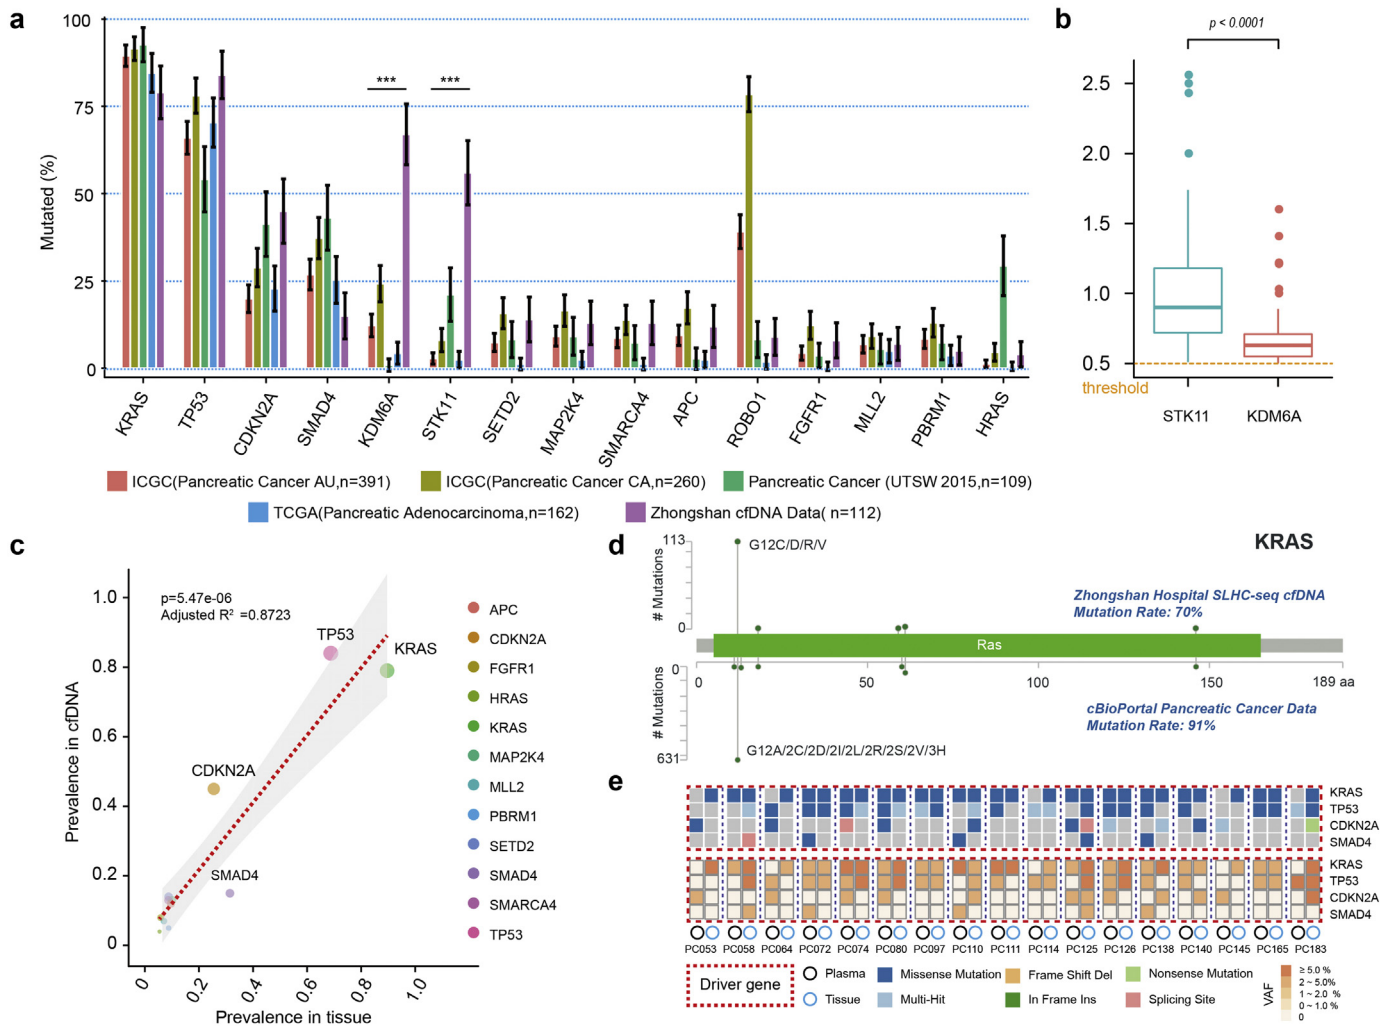 a
100
75
50
25
0
Mutated (%)
***
***
KRAS
TP53
CDKN2A
SMAD4
KDM6A
STK11
SETD2
MAP2K4
SMARCA4
APC
ROBO1
FGFR1
MLL2
PBRM1
HRAS
ICGC(Pancreatic Cancer AU,n=391)
ICGC(Pancreatic Cancer CA,n=260)
Pancreatic Cancer (UTSW 2015,n=109)
TCGA(Pancreatic Adenocarcinoma,n=162)
Zhongshan cfDNA Data( n=112)
b
p < 0.0001
2.5
2.0
1.5
1.0
0.5
threshold
STK11
KDM6A
c
1.0
0.8
0.6
0.4
0.2
0
Prevalence in cfDNA
p=5.47e-06
Adjusted R² =0.8723
TP53
KRAS
CDKN2A
SMAD4
0
0.2
0.4
0.6
0.8
1.0
Prevalence in tissue
APC
CDKN2A
FGFR1
HRAS
KRAS
MAP2K4
MLL2
PBRM1
SETD2
SMAD4
SMARCA4
TP53
d
113
0
# Mutations
G12C/D/R/V
KRAS
Zhongshan Hospital SLHC-seq cfDNA
Mutation Rate: 70%
Ras
0
631
# Mutations
0
50
100
150
189 aa
cBioPortal Pancreatic Cancer Data
Mutation Rate: 91%
G12A/2C/2D/2I/2L/2R/2S/2V/3H
e
KRAS
TP53
CDKN2A
SMAD4
KRAS
TP53
CDKN2A
SMAD4
PC053 PC058 PC064 PC072 PC074 PC080 PC097 PC110 PC111 PC114 PC125 PC126 PC138 PC140 PC145 PC165 PC183
Driver gene
Plasma
Tissue
Missense Mutation
Multi-Hit
Frame Shift Del
In Frame Ins
Nonsense Mutation
Splicing Site
VAF
≥ 5.0 %
2 ~ 5.0%
1 ~ 2.0 %
0 ~ 1.0 %
0